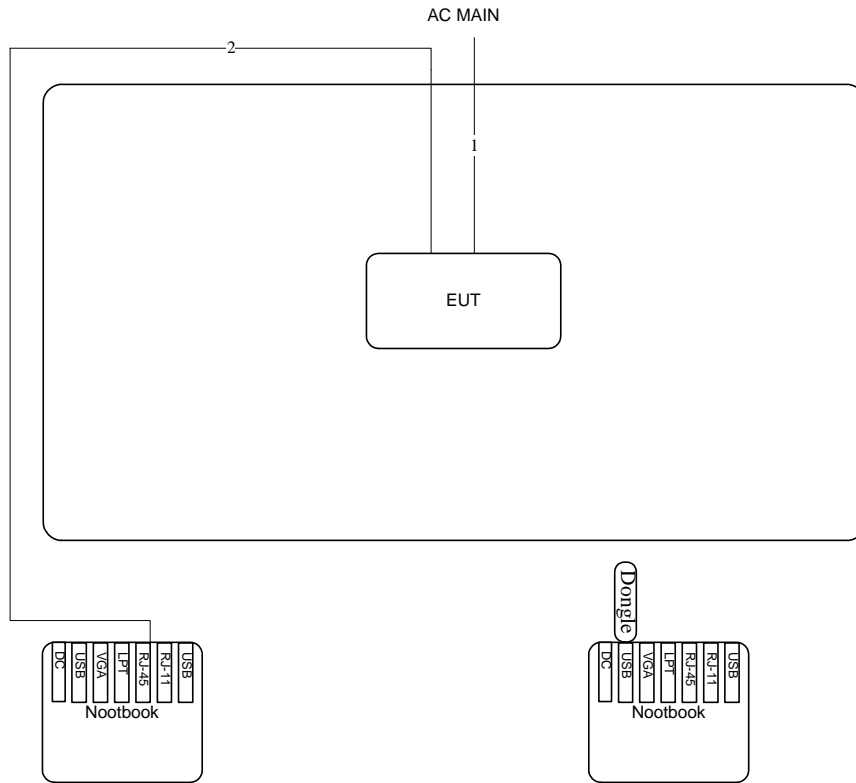 AC MAIN
2
1
EUT
Dongle
DC
USB
VGA
LPT
RJ-45
RJ-11
USB
Nootbook
DC
USB
VGA
LPT
RJ-45
RJ-11
USB
Nootbook